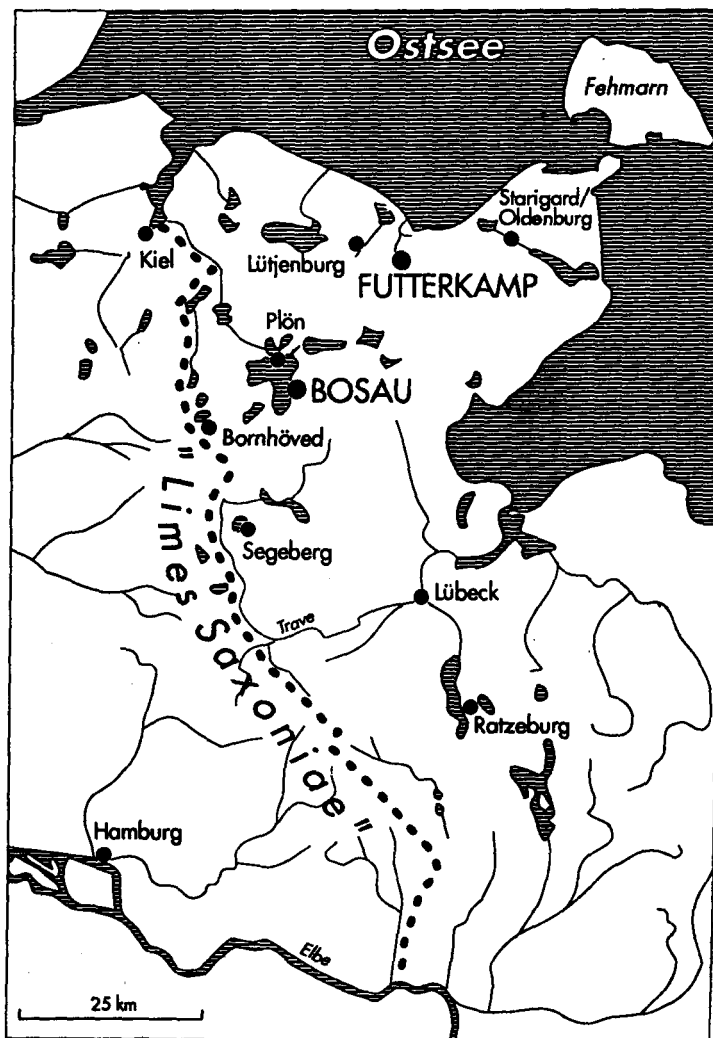 Ostsee
Fehmarn
Starigard/
Oldenburg
Kiel
Lütjenburg
FUTTERKAMP
Plön
BOSAU
Bornhöved
"Limes Saxoniae"
Segeberg
Trave
Lübeck
Ratzeburg
Hamburg
Elbe
25 km